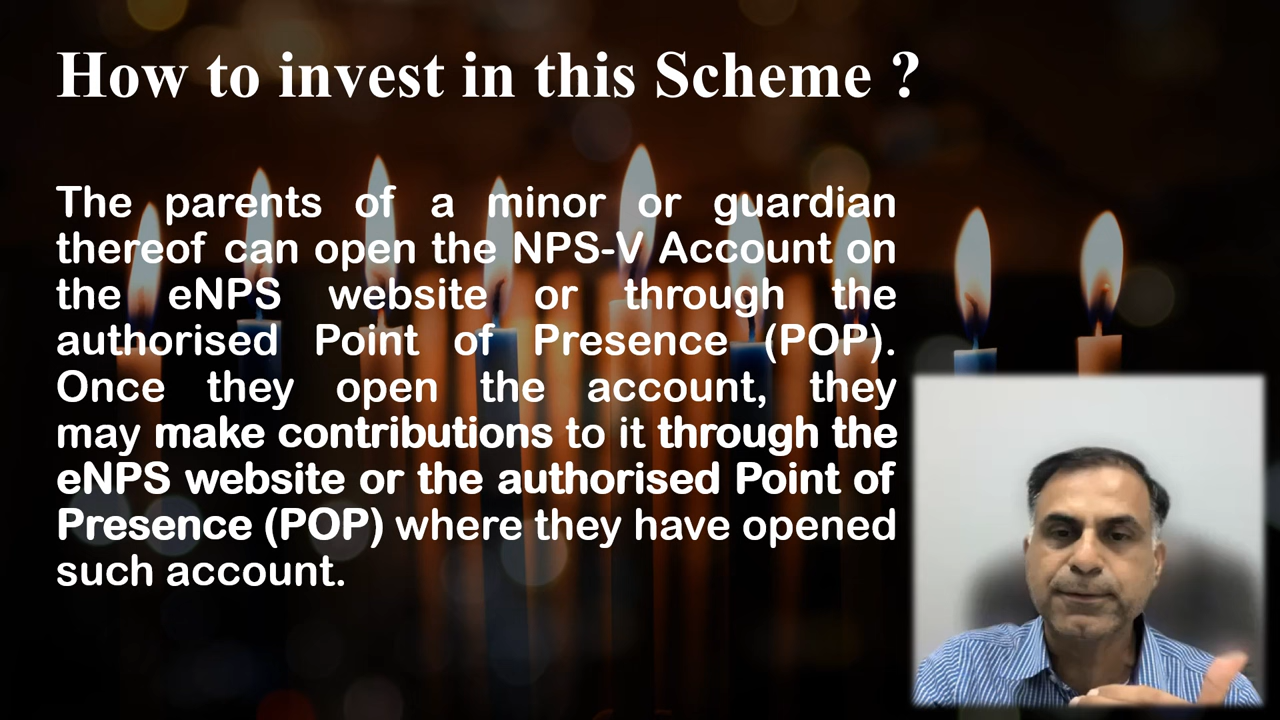 How to invest in this Scheme ?
The parents of a minor or guardian
thereof can open the NPS-V Account on
the eNPS website or through the
authorised Point of Presence (POP).
Once they open the account, they
may make contributions to it through the
eNPS website or the authorised Point of
Presence (POP) where they have opened
such account.